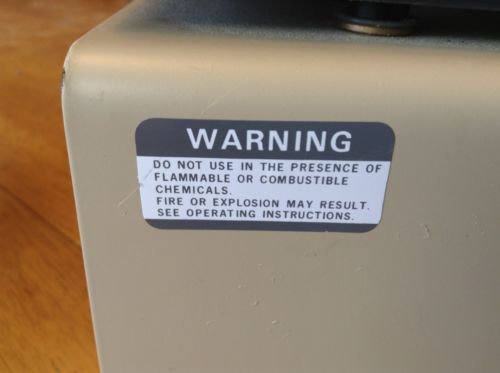 WARNING
DO NOT USE IN THE PRESENCE OF
FLAMMABLE OR COMBUSTIBLE
CHEMICALS.
FIRE OR EXPLOSION MAY RESULT.
SEE OPERATING INSTRUCTIONS.